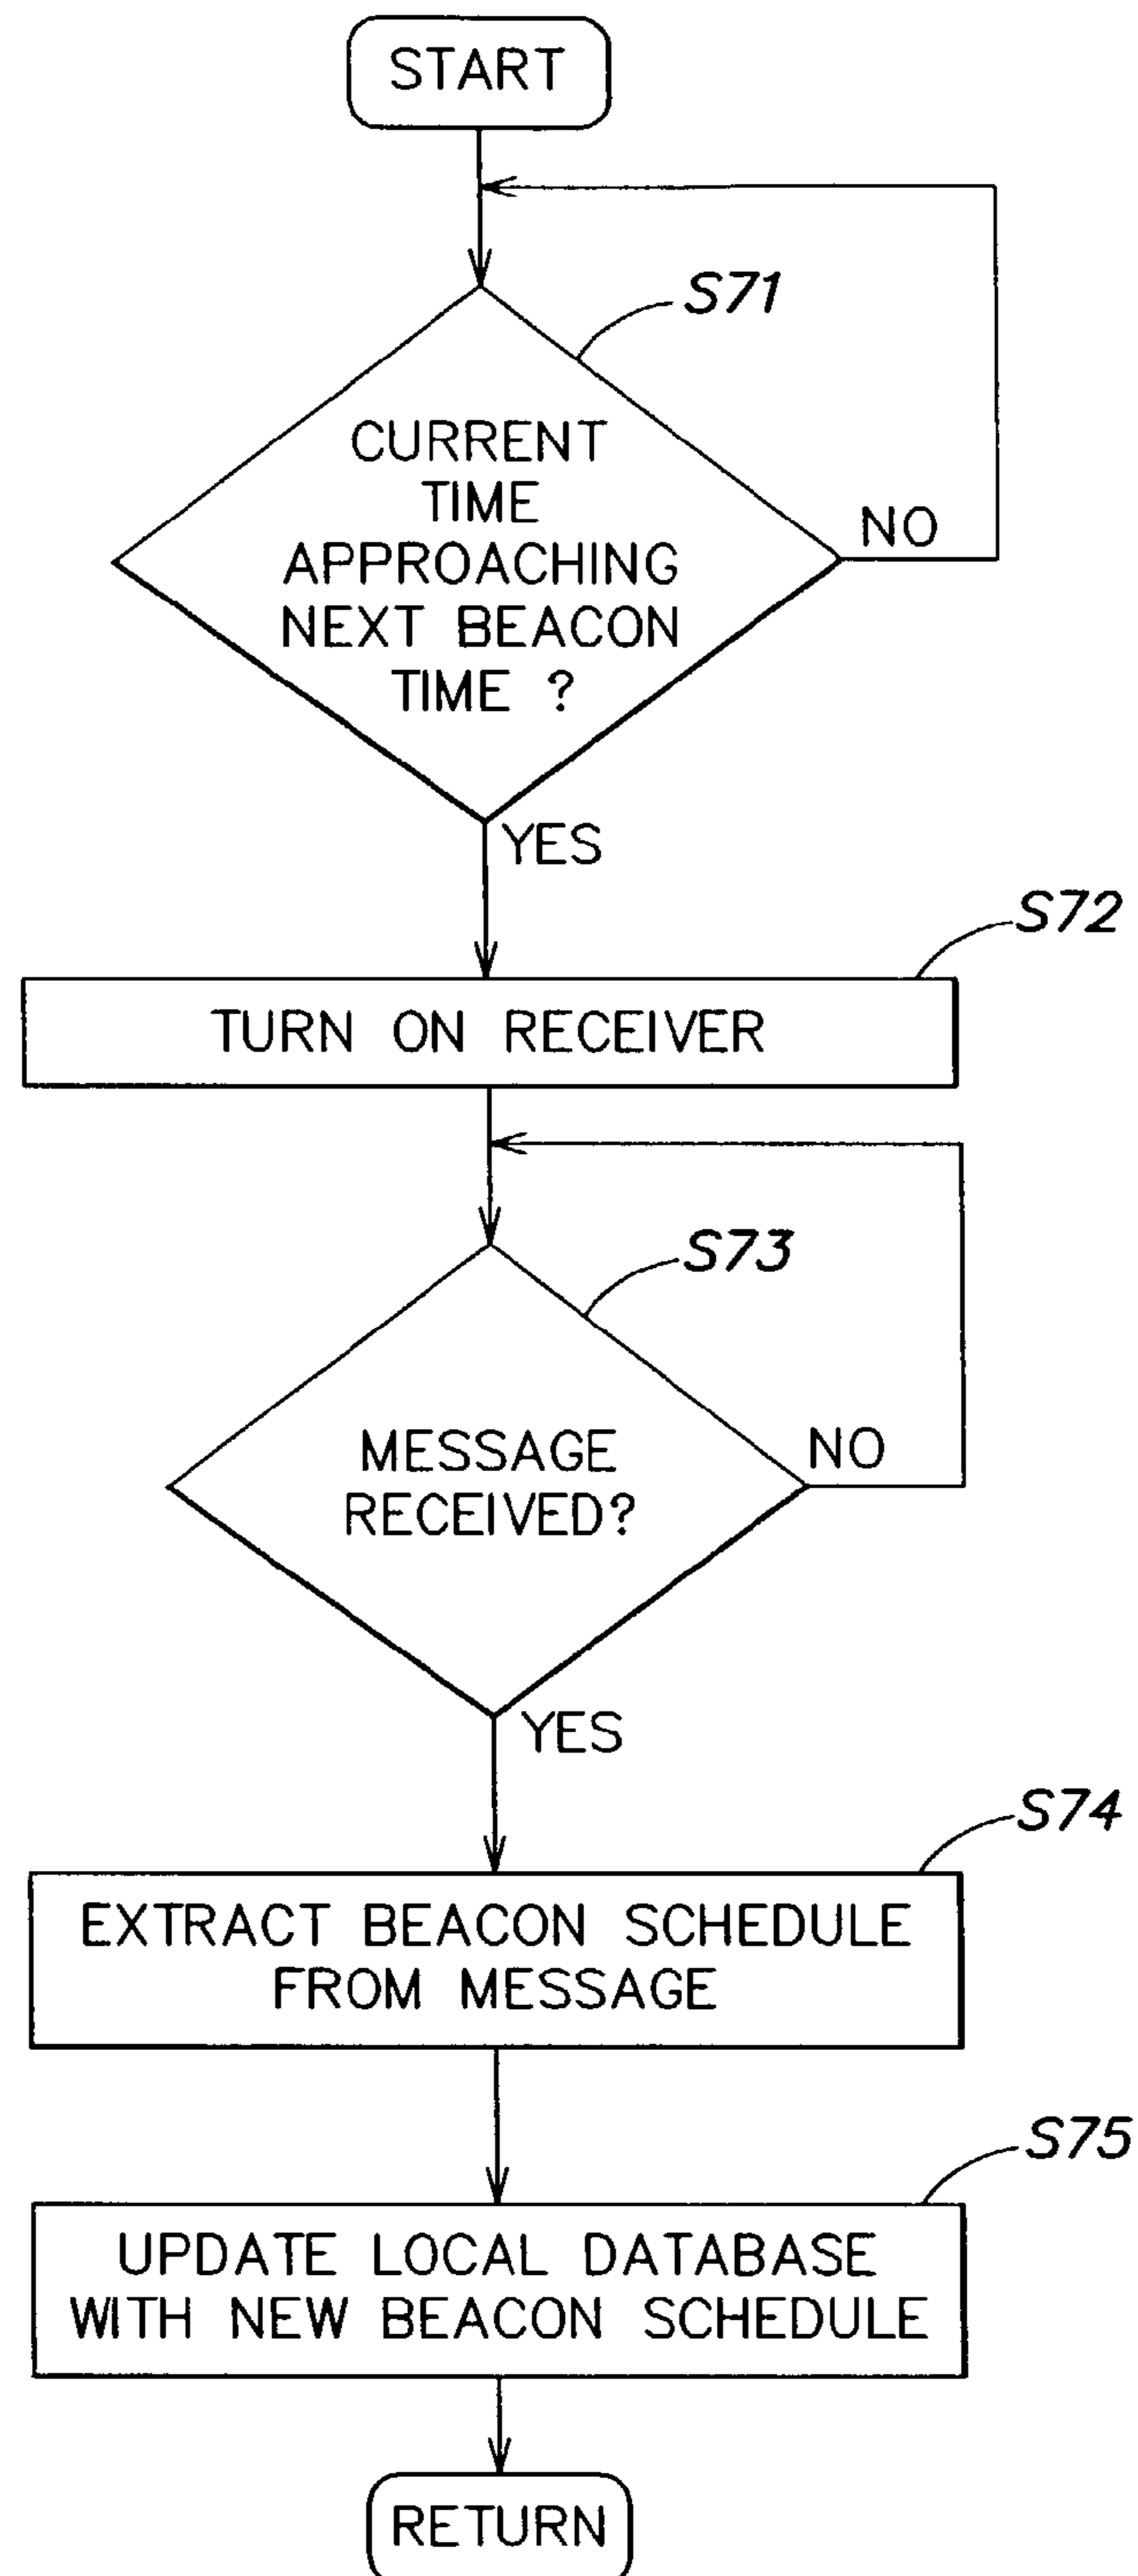 START
S71
CURRENT
TIME
APPROACHING
NEXT BEACON
TIME ?
NO
YES
S72
TURN ON RECEIVER
S73
MESSAGE
RECEIVED?
NO
YES
S74
EXTRACT BEACON SCHEDULE
FROM MESSAGE
S75
UPDATE LOCAL DATABASE
WITH NEW BEACON SCHEDULE
RETURN